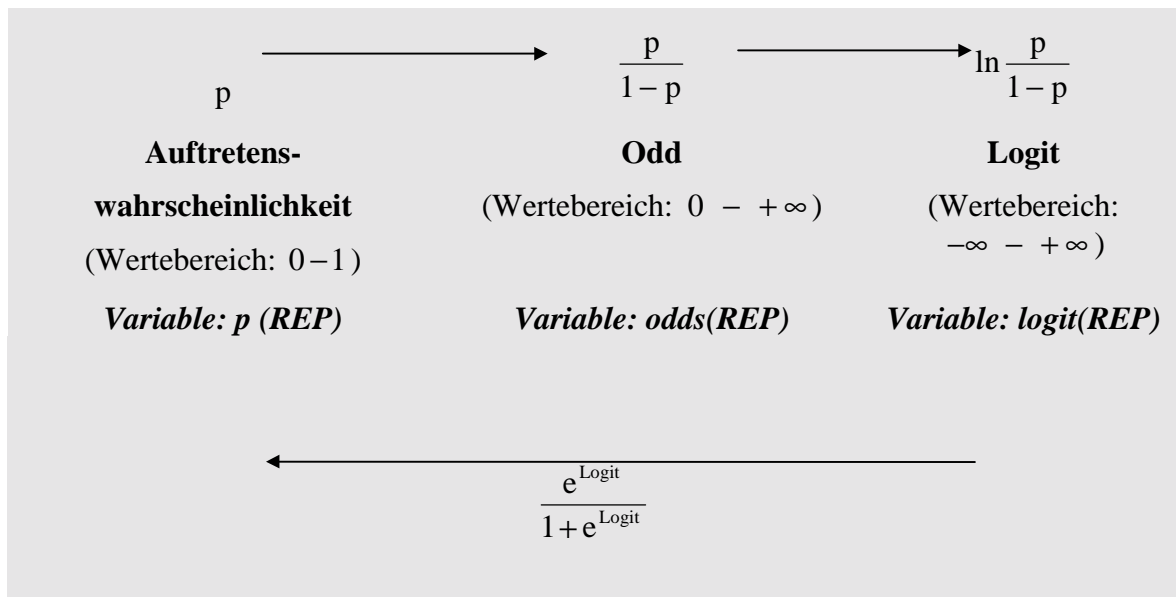 p
Auftretens-
wahrscheinlichkeit
(Wertebereich: 0−1)
Variable: p (REP)
p
1 − p
Odd
(Wertebereich: 0 − +∞)
Variable: odds(REP)
ln p
1 − p
Logit
(Wertebereich:
−∞ − +∞)
Variable: logit(REP)
e^Logit
1 + e^Logit